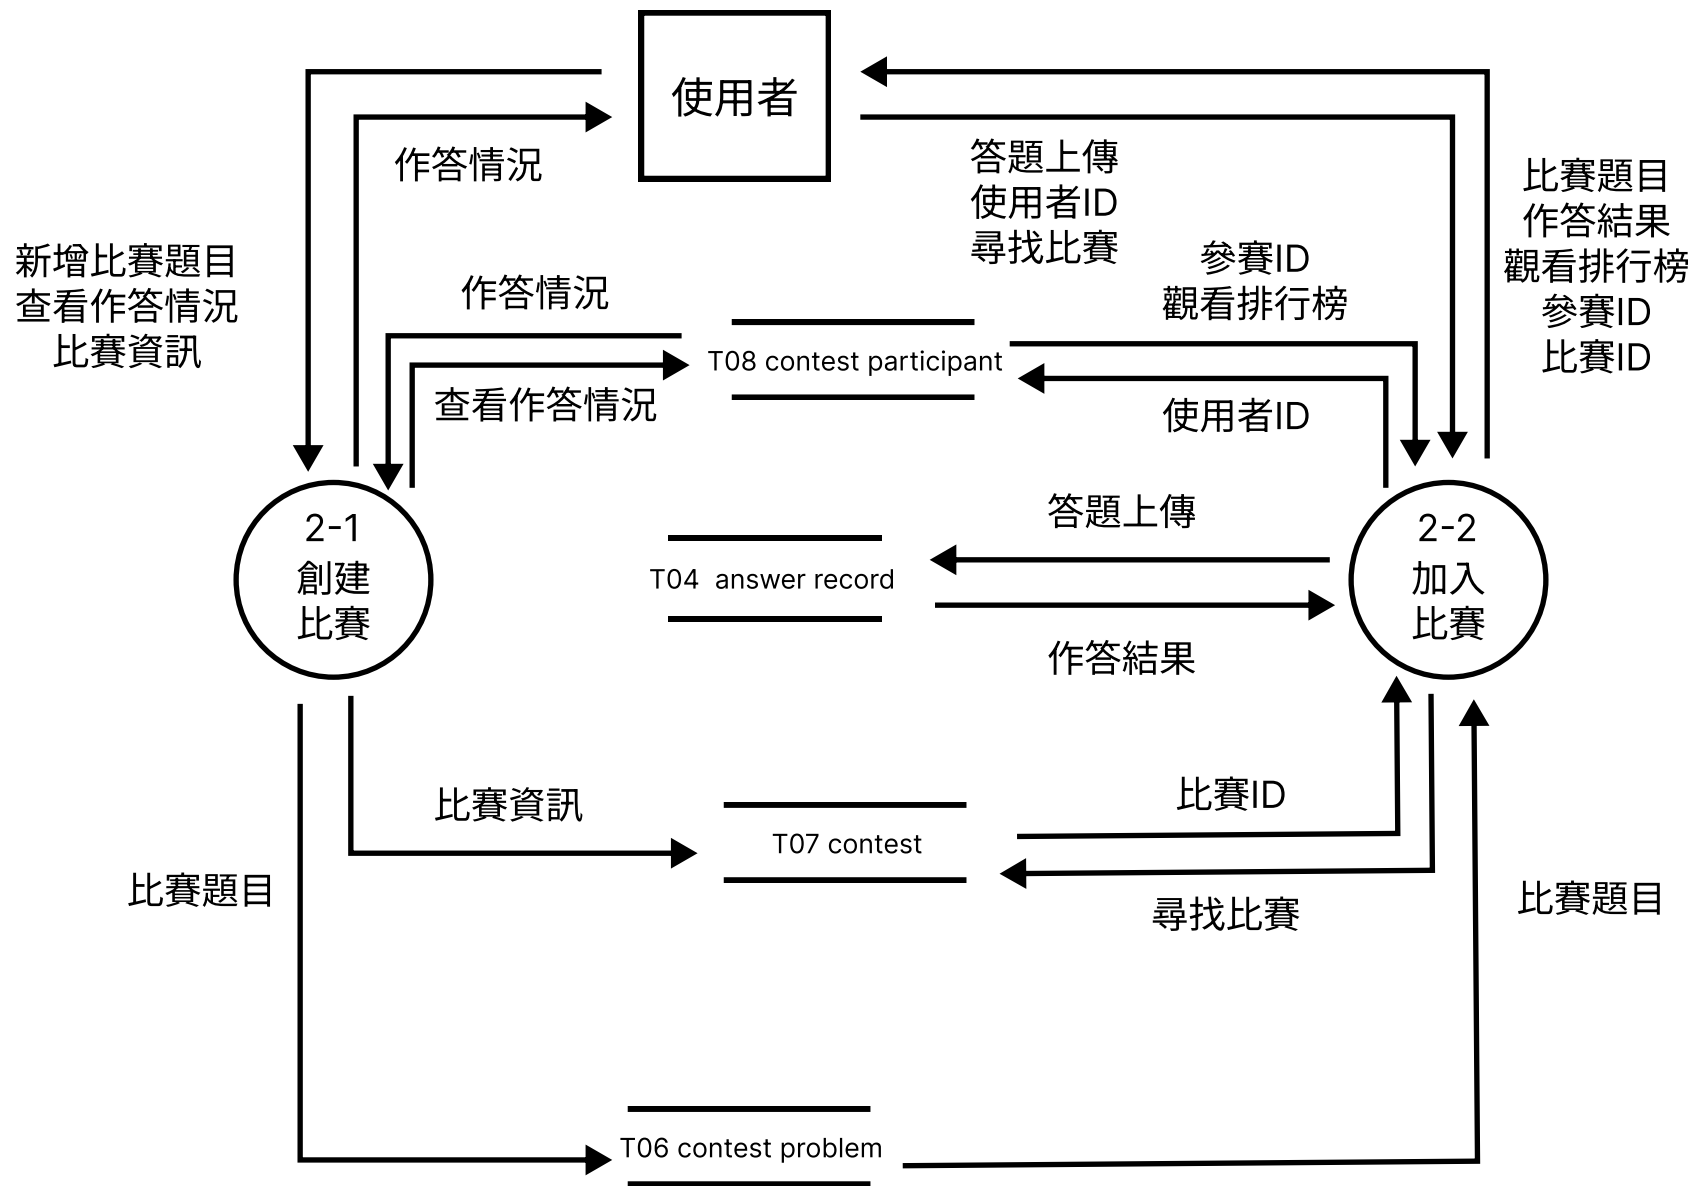 使用者
作答情況
答題上傳
使用者ID
尋找比賽
比賽題目
作答結果
觀看排行榜
參賽ID
比賽ID
新增比賽題目
查看作答情況
比賽資訊
作答情況
參賽ID
觀看排行榜
T08 contest participant
查看作答情況
使用者ID
2-1
創建
比賽
答題上傳
T04 answer record
作答結果
2-2
加入
比賽
比賽資訊
比賽ID
T07 contest
比賽題目
尋找比賽
比賽題目
T06 contest problem